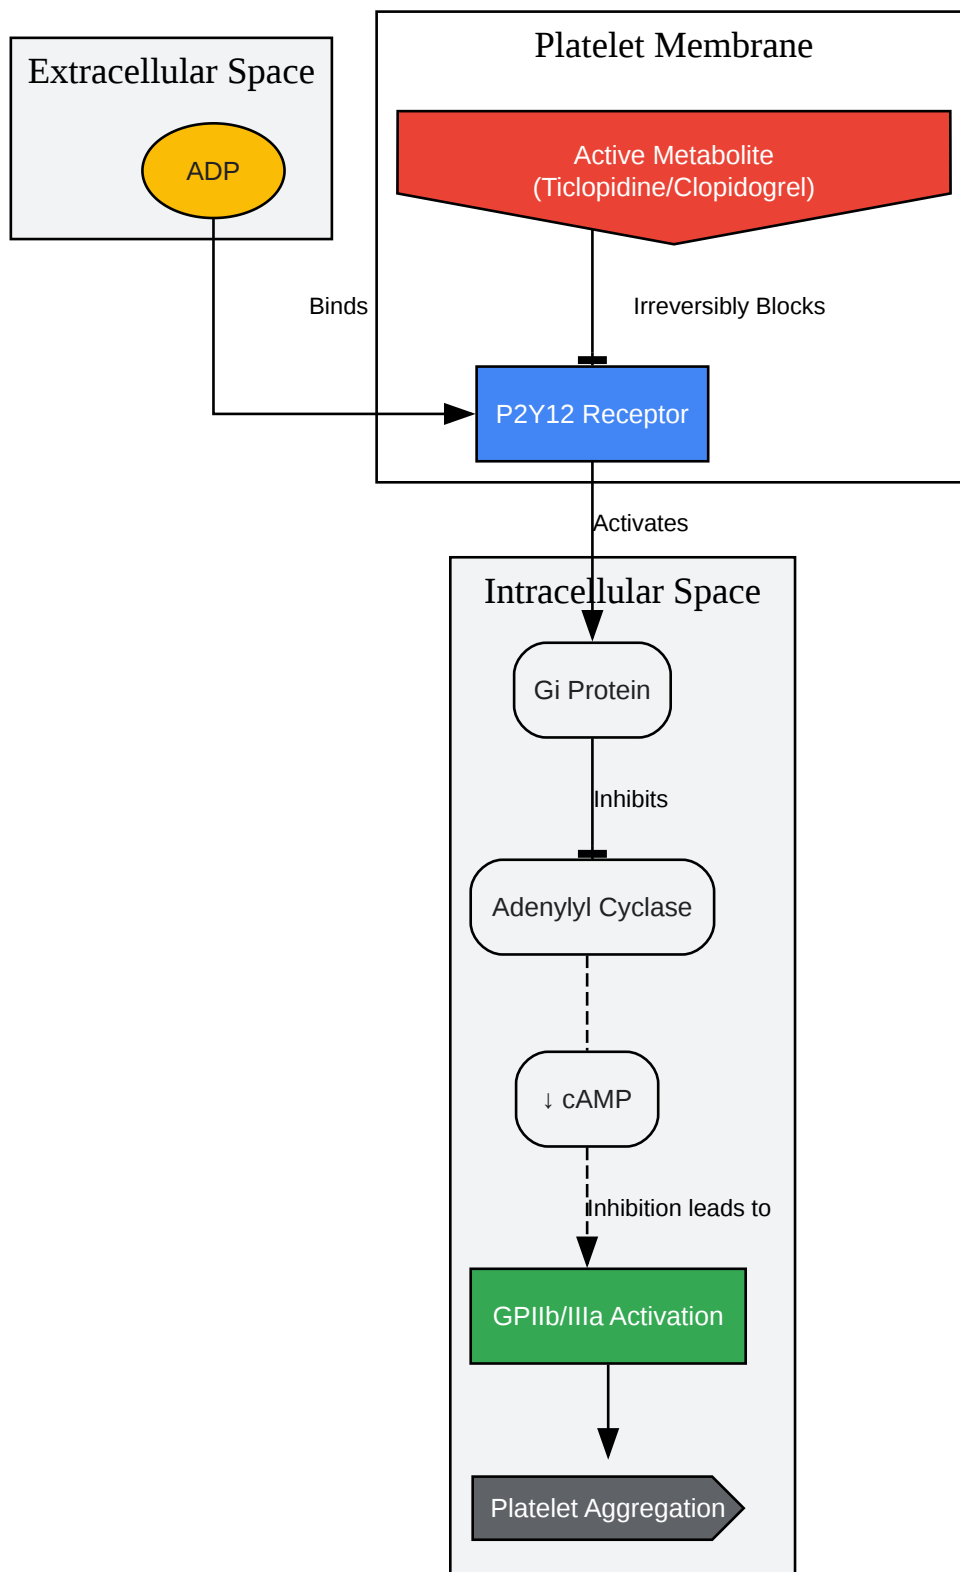 Platelet Membrane
Extracellular Space
Active Metabolite
(Ticlopidine/Clopidogrel)
ADP
Binds
Irreversibly Blocks
P2Y12 Receptor
Activates
Intracellular Space
Gi Protein
Inhibits
Adenylyl Cyclase
↓ cAMP
Inhibition leads to
GPIIb/IIIa Activation
Platelet Aggregation